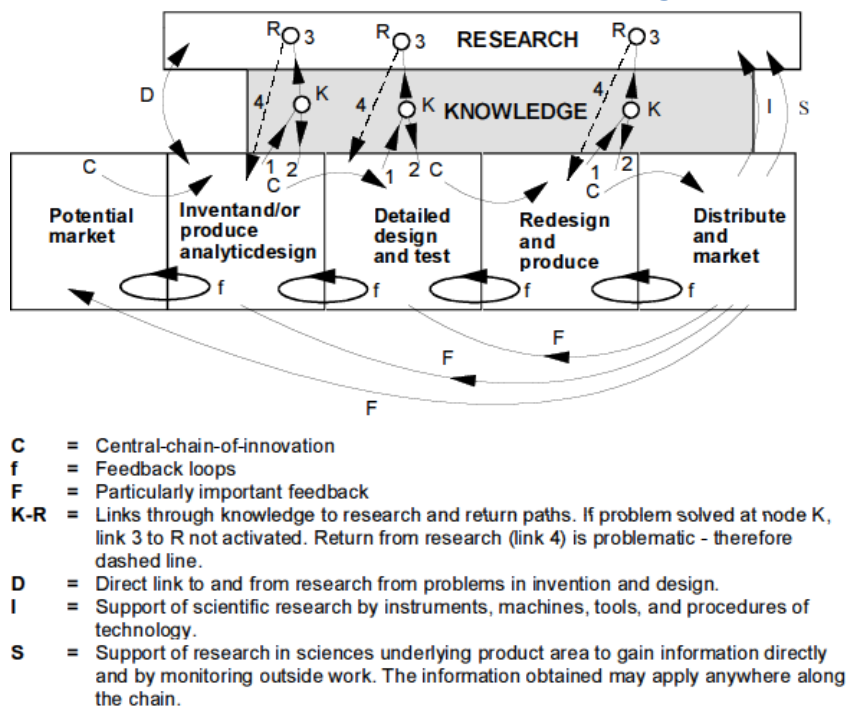 R 3 R 3 RESEARCH R 3
D 4 K 4 K KNOWLEDGE 4 K I S
C 1 2 C 1 2 C 1 2 C
Potential
market
Inventand/or
produce
analyticdesign
Detailed
design
and test
Redesign
and
produce
Distribute
and
market
f f f f
F
F
F
C = Central-chain-of-innovation
f = Feedback loops
F = Particularly important feedback
K-R = Links through knowledge to research and return paths. If problem solved at node K,
link 3 to R not activated. Return from research (link 4) is problematic - therefore
dashed line.
D = Direct link to and from research from problems in invention and design.
I = Support of scientific research by instruments, machines, tools, and procedures of
technology.
S = Support of research in sciences underlying product area to gain information directly
and by monitoring outside work. The information obtained may apply anywhere along
the chain.